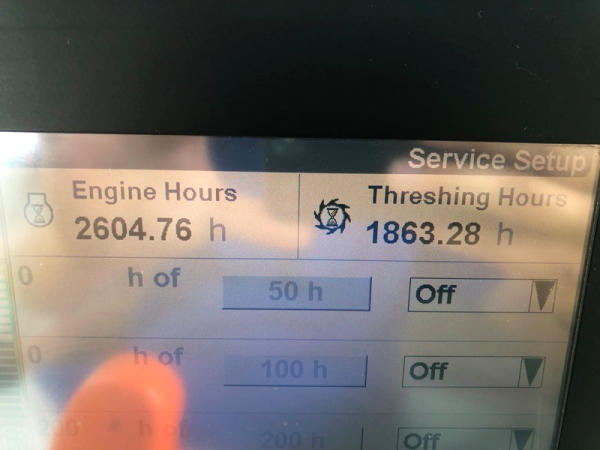 Service Setup
Engine Hours
2604.76 h
Threshing Hours
1863.28 h
0 h of 50 h Off
0 h of 100 h Off
h of 200 h Off